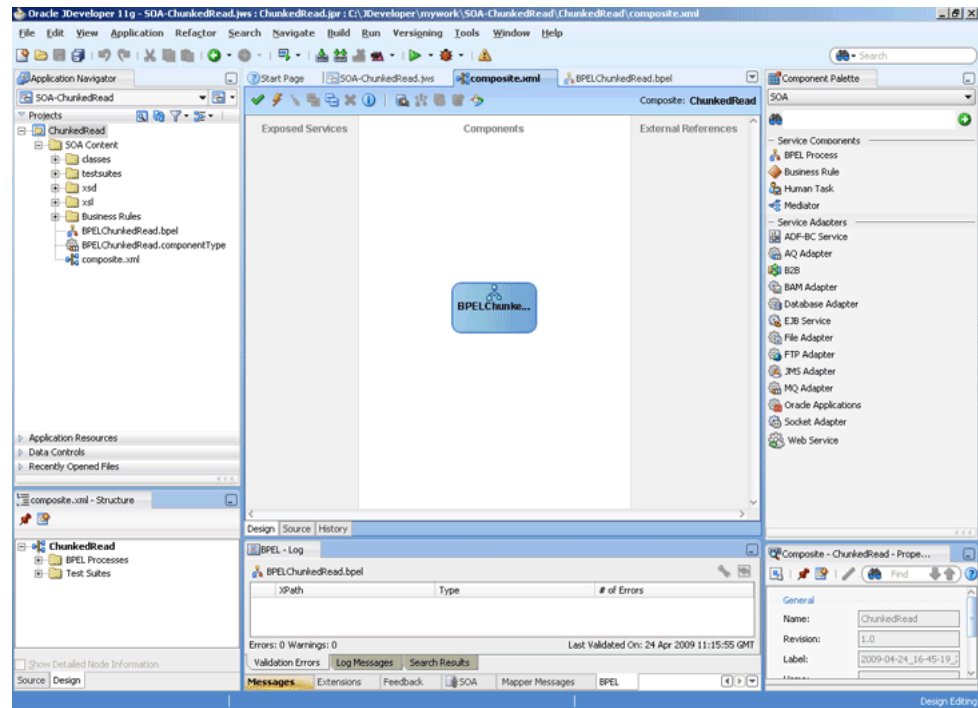 Oracle JDeveloper 11g - SOA-ChunkedRead.jws : ChunkedRead.jpr : C:\JDeveloper\mywork\SOA-ChunkedRead\ChunkedRead\composite.xml
File Edit View Application Refactor Search Navigate Build Run Versioning Tools Window Help
Search
Application Navigator
SOA-ChunkedRead
Projects
ChunkedRead
SOA Content
classes
testsuites
xsd
xsl
Business Rules
BPELChunkedRead.bpel
BPELChunkedRead.componentType
composite.xml
Application Resources
Data Controls
Recently Opened Files
composite.xml - Structure
ChunkedRead
BPEL Processes
Test Suites
Show Detailed Node Information
Source Design
Start Page SOA-ChunkedRead.jws composite.xml BPELChunkedRead.bpel
Composite: ChunkedRead
Exposed Services Components External References
BPELChunke...
Design Source History
BPEL - Log
BPELChunkedRead.bpel
XPath Type # of Errors
Errors: 0 Warnings: 0 Last Validated On: 24 Apr 2009 11:15:55 GMT
Validation Errors Log Messages Search Results
Messages Extensions Feedback SOA Mapper Messages BPEL
Component Palette
SOA
Service Components
BPEL Process
Business Rule
Human Task
Mediator
Service Adapters
ADF-BC Service
AQ Adapter
B2B
BAM Adapter
Database Adapter
EJB Service
File Adapter
FTP Adapter
JMS Adapter
MQ Adapter
Oracle Applications
Socket Adapter
Web Service
Composite - ChunkedRead - Prope...
Find
General
Name: ChunkedRead
Revision: 1.0
Label: 2009-04-24_16-45-19_
Design Editing